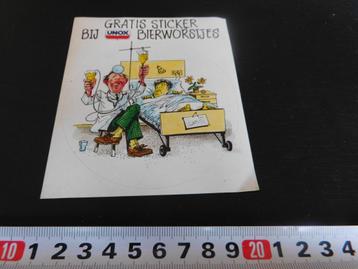 GRATIS STICKER
BIJ UNOX BIERWORSTJES
10 1 2 3 4 5 6 7 8 9 20 1 2 3 4